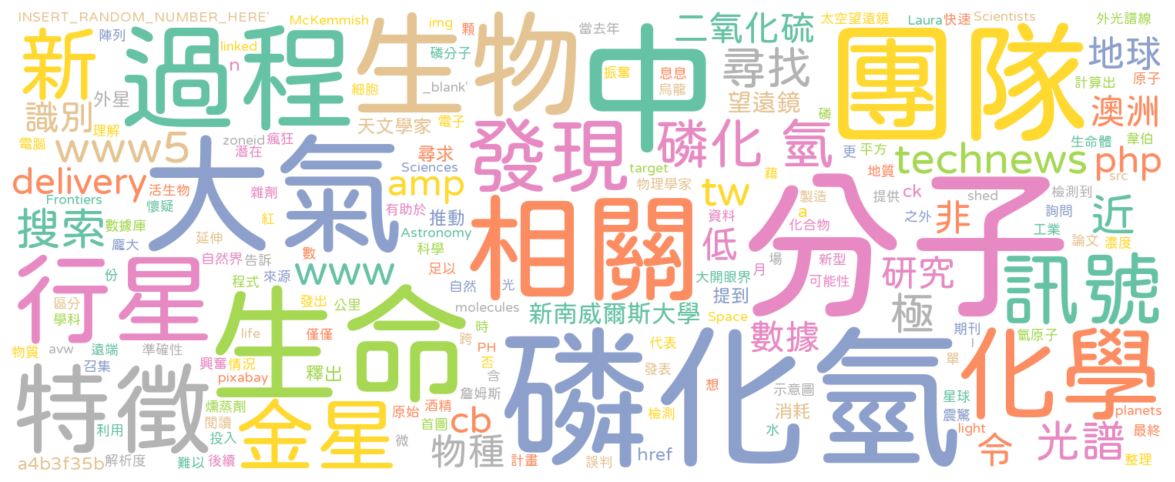 INSERT_RANDOM_NUMBER_HERE'
陣列
McKemmish
img
顆
當去年
二氧化硫
太空望遠鏡
Laura
快速
Scientists
外光譜線
新
過程
linked
n
磷分子
生物
中
尋找
團隊
地球
外星
細胞
_blank'
振奮
息息
烏龍
計算出
原子
識別
理解
天文學家
電子
望遠鏡
磷
澳洲
電腦
www5
zoneid
瘋狂
潛在
尋求
發現
磷化 氫
更
平方
生命體
韋伯
地質
technews
php
delivery
活生物
大氣
Sciences
amp
target
物理學家
tw
藉
製造
提供
ck
shed
檢測到
src
Frontiers
懷疑
雜劑
有助於
推動
相關
資料
a
化合物
分子
之外
非
詢問
近
搜索
數據庫
紅
Astronomy
低
場
工業
龐大
延伸
科學
月
新型
論文
濃度
自然界
告訴
數
www
足以
大開眼界
可能性
研究
訊號
行星
份
程式
來源
自然
光
提到
區分
學科
生命
發出
公里
molecules
新南威爾斯大學
Space
數據
極
期刊
氫原子
life
僅僅
時
跨
PH
代表
單
物質
avw
遠端
準確性
否
磷化氫
化學
召集
興奮
情況
含
發表
特徵
pixabay
釋出
詹姆斯
想
示意圖
星球
燻蒸劑
原始
酒精
檢測
消耗
震驚
planets
閱讀
金星
首圖
cb
水
light
利用
投入
微
物種
href
令
光譜
最終
a4b3f35b
解析度
難以
後續
計畫
誤判
整理